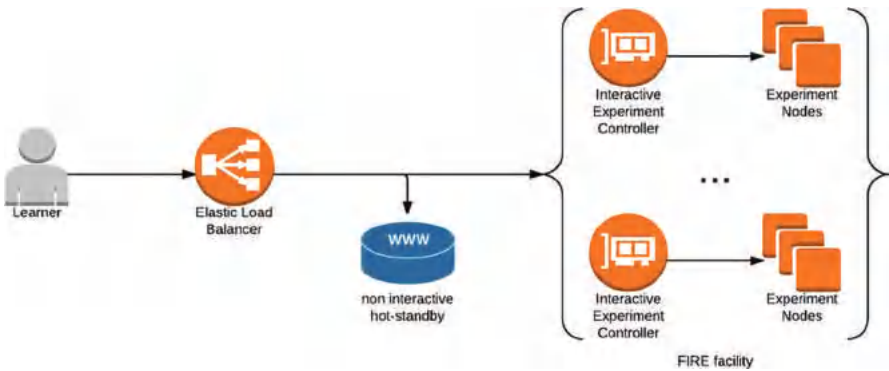 Learner
Elastic Load
Balancer
www
non interactive
hot-standby
Interactive
Experiment
Controller
Experiment
Nodes
...
Interactive
Experiment
Controller
Experiment
Nodes
FIRE facility